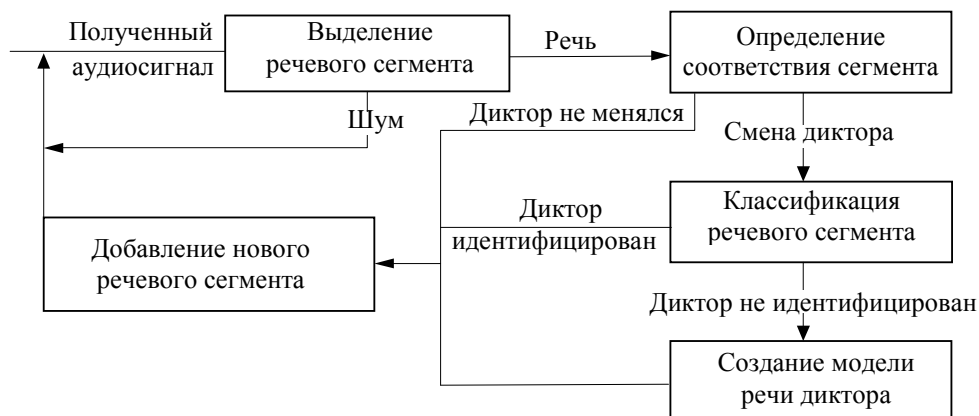 Полученный
аудиосигнал
Выделение
речевого сегмента
Речь
Определение
соответствия сегмента
Шум
Диктор не менялся
Смена диктора
Добавление нового
речевого сегмента
Диктор
идентифицирован
Классификация
речевого сегмента
Диктор не идентифицирован
Создание модели
речи диктора